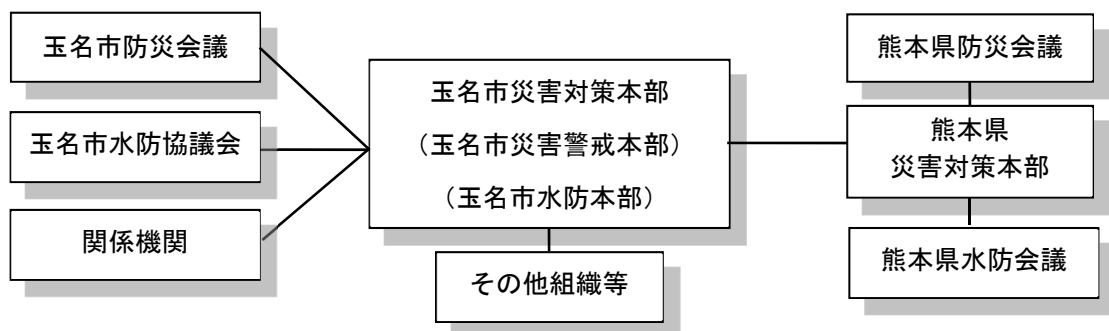 玉名市防災会議
玉名市水防協議会
関係機関
玉名市災害対策本部
（玉名市災害警戒本部）
（玉名市水防本部）
その他組織等
熊本県防災会議
熊本県
災害対策本部
熊本県水防会議